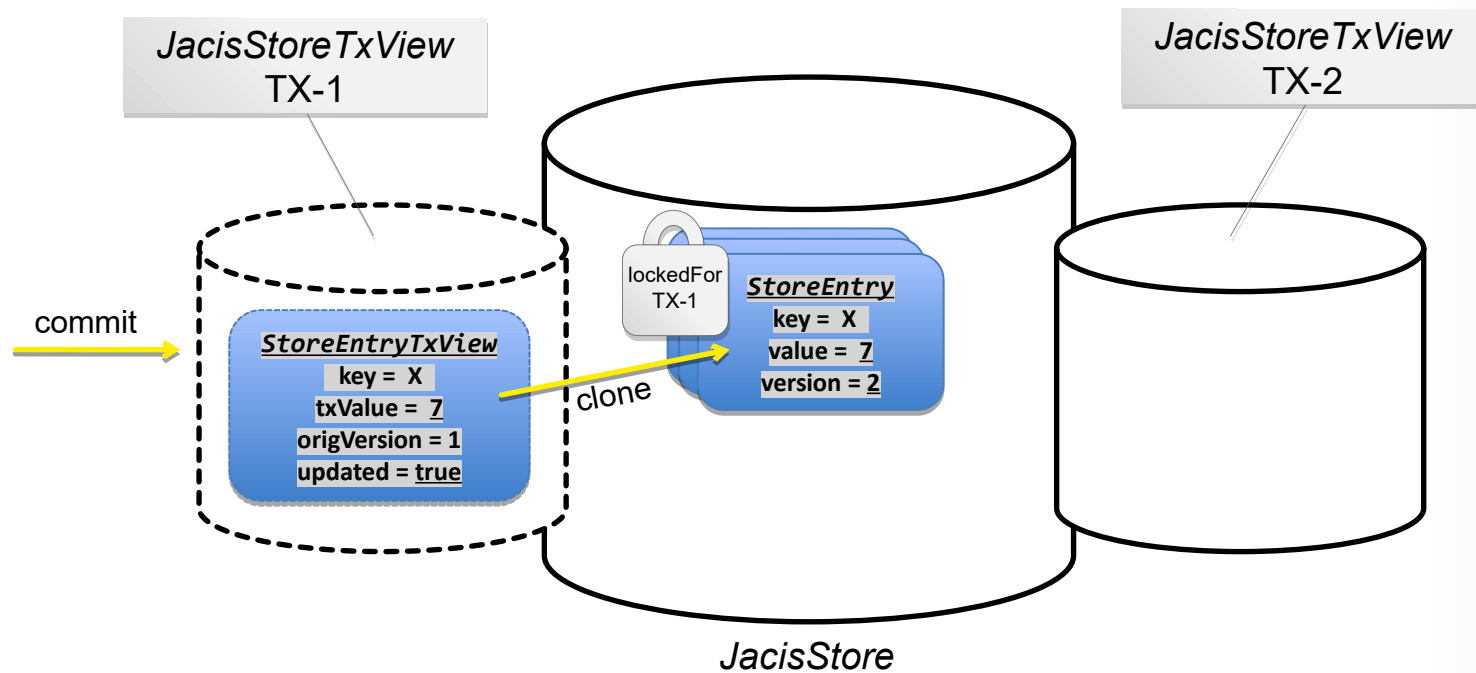 JacisStoreTxView
TX-1
JacisStoreTxView
TX-2
commit
StoreEntryTxView
key = X
txValue = 7
origVersion = 1
updated = true
clone
lockedFor
TX-1
StoreEntry
key = X
value = 7
version = 2
JacisStore